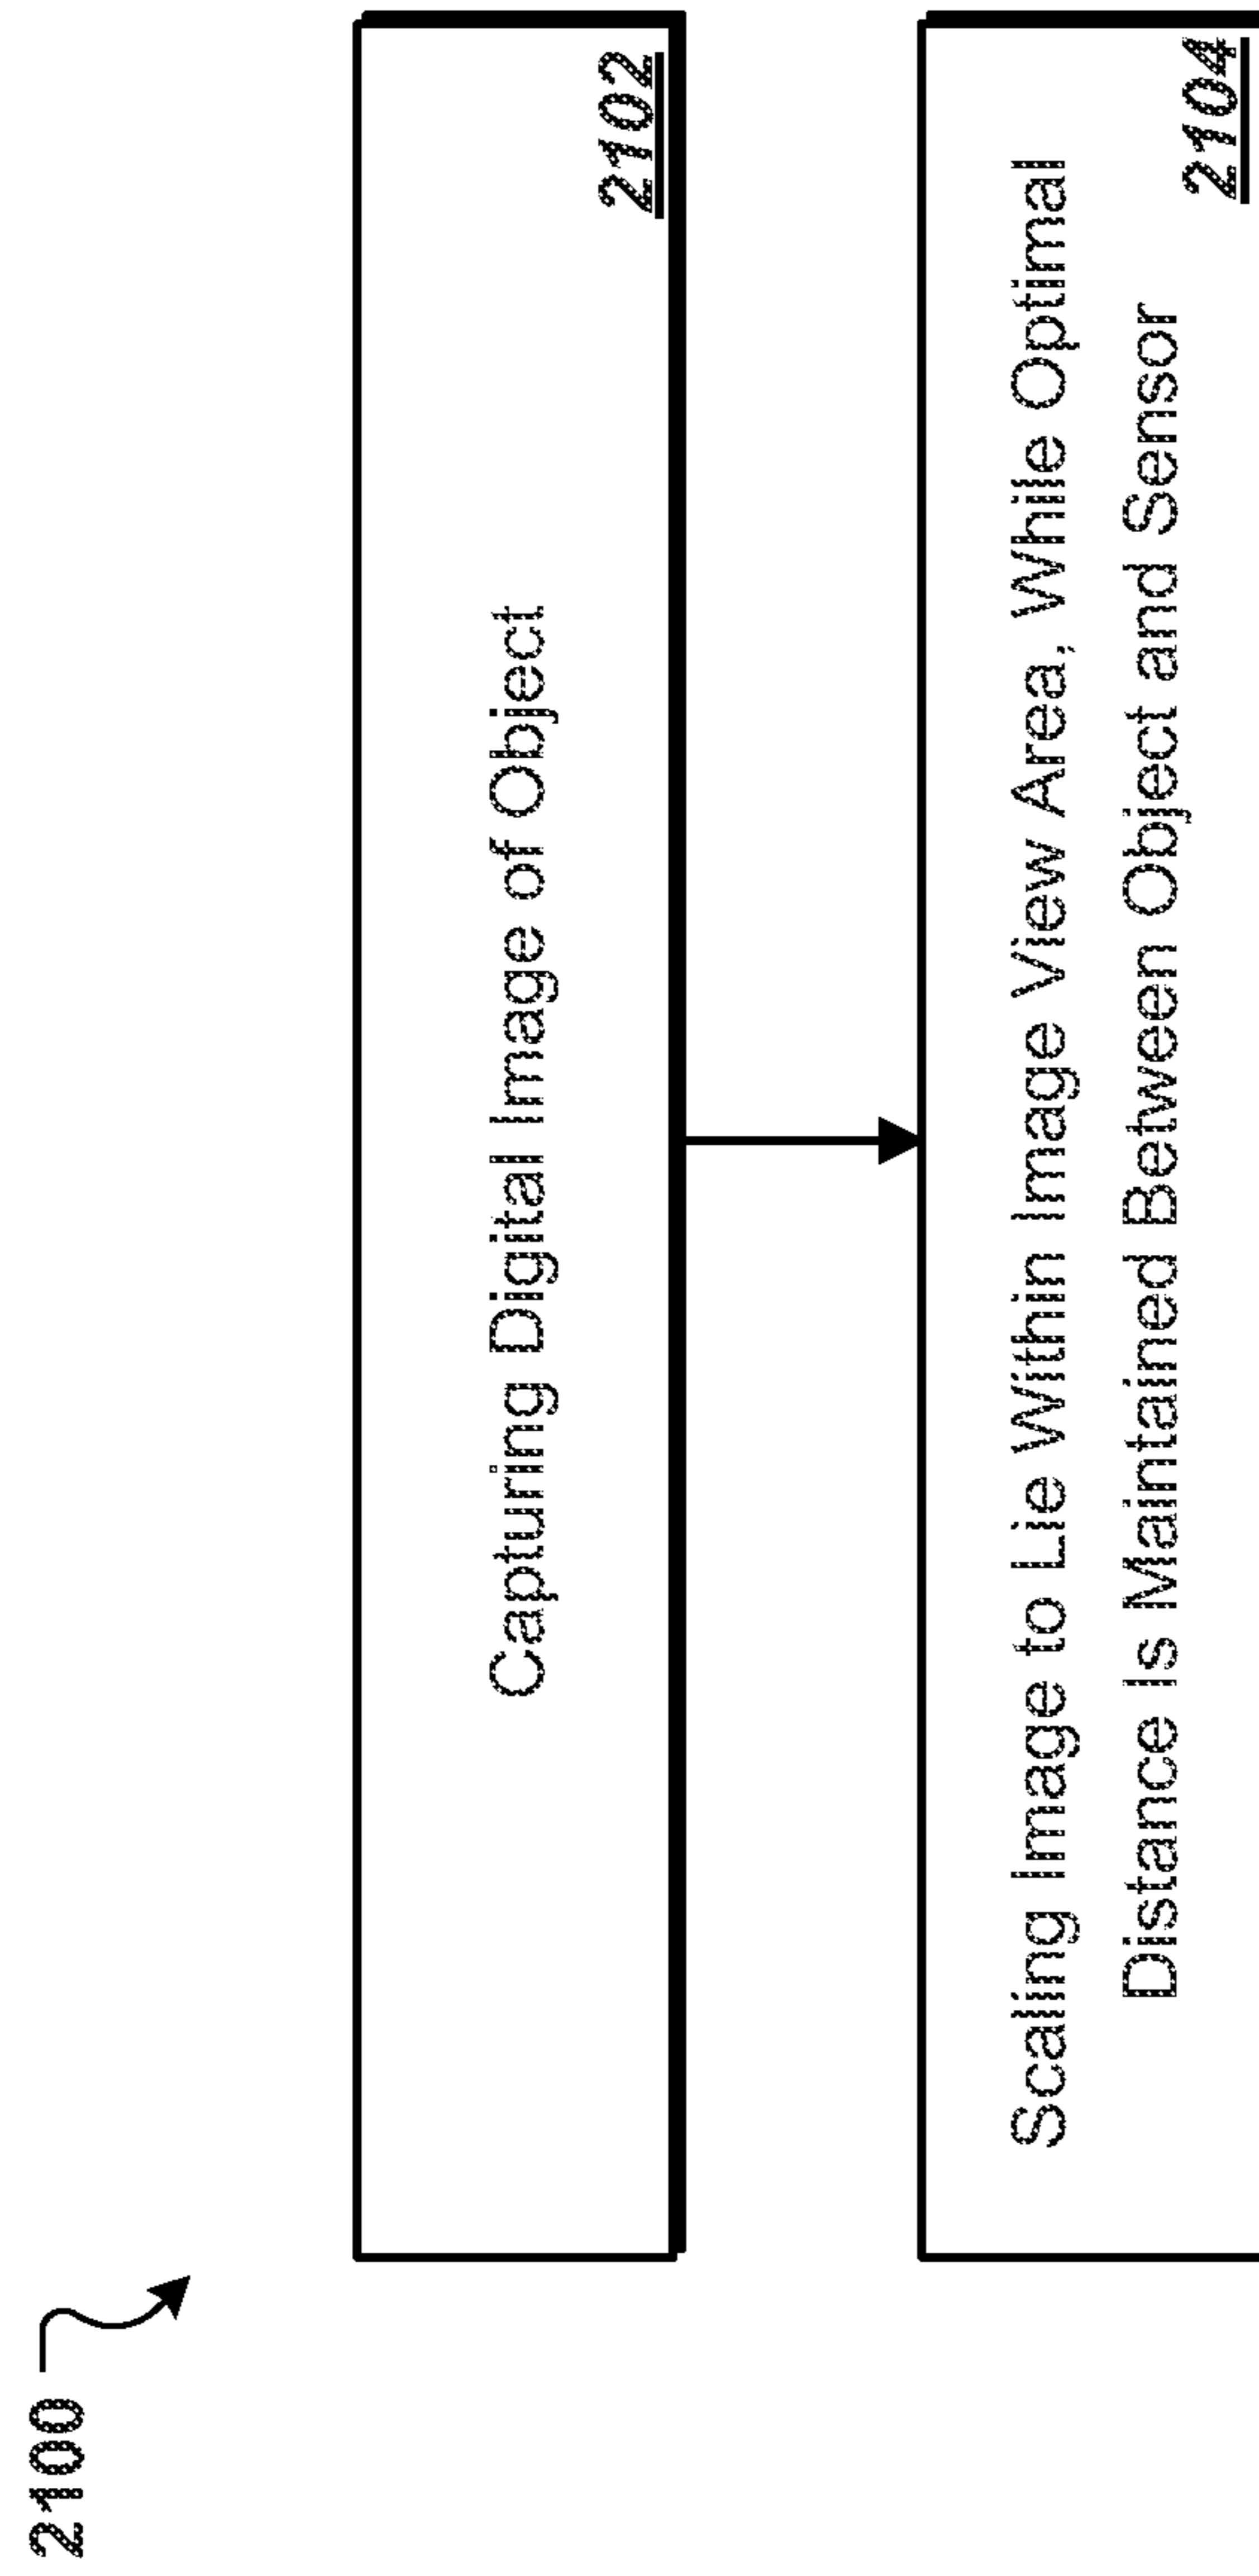 2100
Capturing Digital Image of Object
2102
Scaling Image to Lie Within Image View Area, While Optimal
Distance Is Maintained Between Object and Sensor
2104